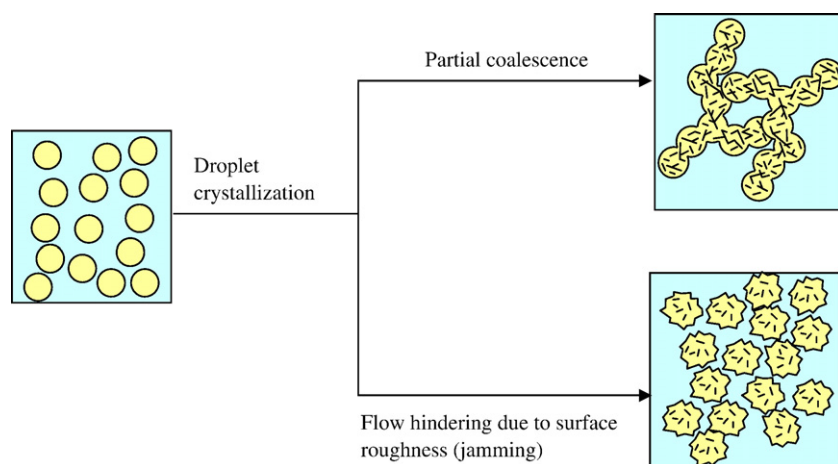 Partial coalescence
Droplet
crystallization
Flow hindering due to surface
roughness (jamming)